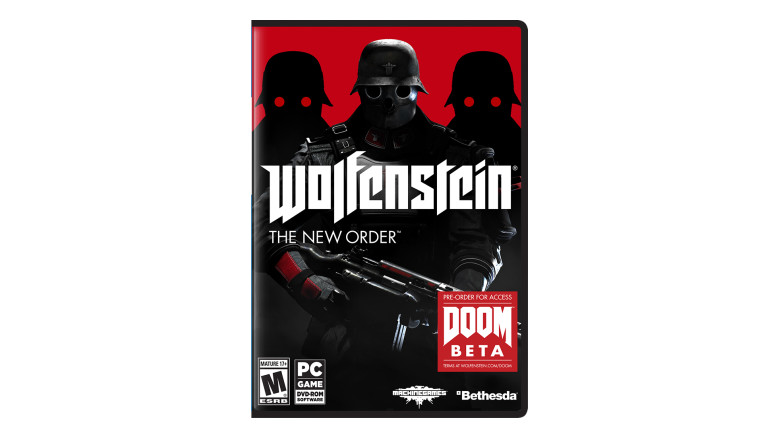 Wolfenstein®
THE NEW ORDER™
PRE-ORDER FOR ACCESS
DOOM
BETA
TERMS AT WOLFENSTEIN.COM/DOOM
MATURE 17+
M
ESRB
PC
GAME
DVD-ROM
SOFTWARE
MACHINEGAMES
Bethesda